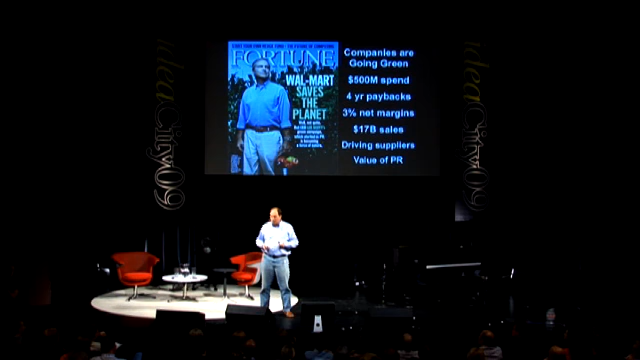 FORTUNE
WAL-MART
SAVES
THE
PLANET
Companies are
Going Green
$500M spend
4 yr paybacks
3% net margins
$17B sales
Driving suppliers
Value of PR
ideaCity09
ideaCity09